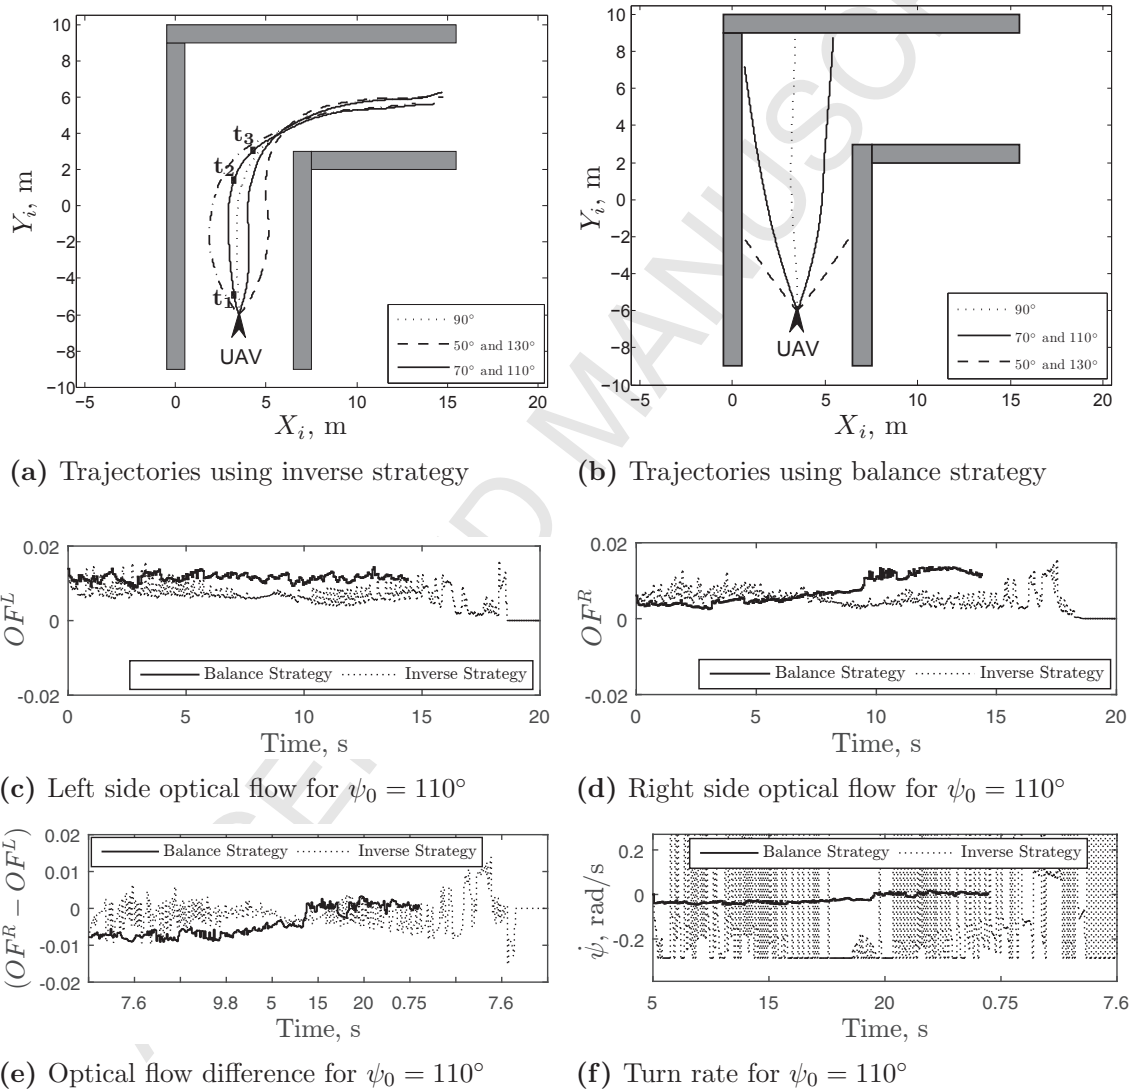 10
8
6
4
2
0
−2
−4
−6
−8
−10
Y_i, m
t₃
t₂
t₁
UAV
90°
50° and 130°
70° and 110°
−5 0 5 10 15 20
X_i, m
(a) Trajectories using inverse strategy
10
8
6
4
2
0
−2
−4
−6
−8
−10
Y_i, m
UAV
90°
70° and 110°
50° and 130°
−5 0 5 10 15 20
X_i, m
(b) Trajectories using balance strategy
0.02
0
-0.02
OF^L
Balance Strategy Inverse Strategy
0 5 10 15 20
Time, s
(c) Left side optical flow for ψ₀ = 110°
0.02
0
-0.02
OF^R
Balance Strategy Inverse Strategy
0 5 10 15 20
Time, s
(d) Right side optical flow for ψ₀ = 110°
0.02
0
-0.01
-0.02
(OF^R − OF^L)
Balance Strategy Inverse Strategy
7.6 9.8 5 15 20 0.75 7.6
Time, s
(e) Optical flow difference for ψ₀ = 110°
0.2
0
-0.2
ψ̇, rad/s
Balance Strategy Inverse Strategy
5 15 20 0.75 7.6
Time, s
(f) Turn rate for ψ₀ = 110°